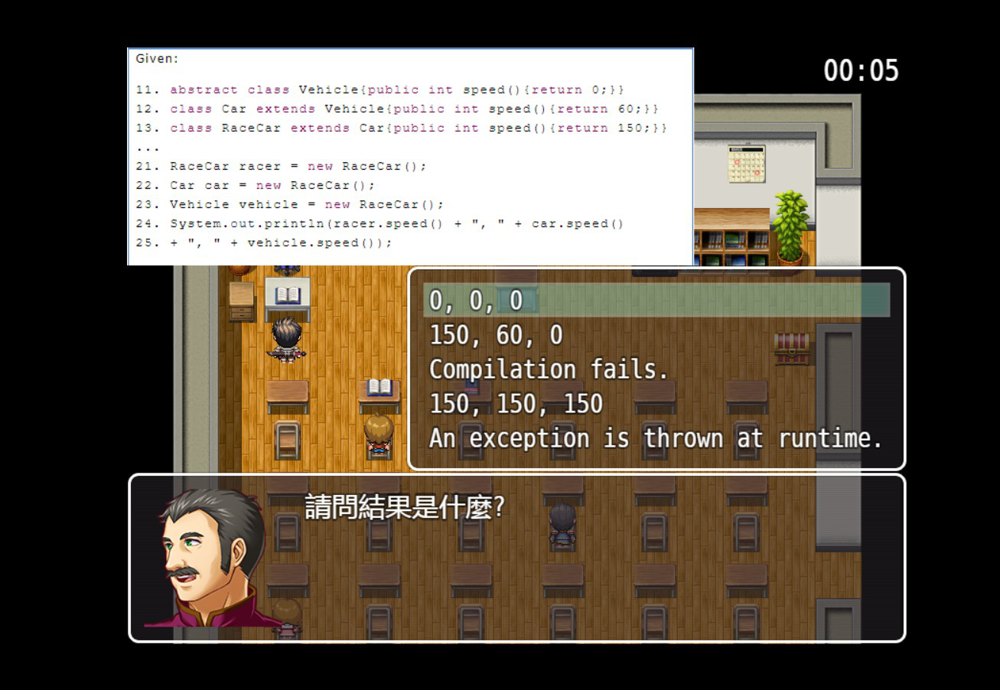 Given:
11. abstract class Vehicle{public int speed(){return 0;}}
12. class Car extends Vehicle{public int speed(){return 60;}}
13. class RaceCar extends Car{public int speed(){return 150;}}
...
21. RaceCar racer = new RaceCar();
22. Car car = new RaceCar();
23. Vehicle vehicle = new RaceCar();
24. System.out.println(racer.speed() + ", " + car.speed()
25. + ", " + vehicle.speed());
00:05
0, 0, 0
150, 60, 0
Compilation fails.
150, 150, 150
An exception is thrown at runtime.
請問結果是什麼?